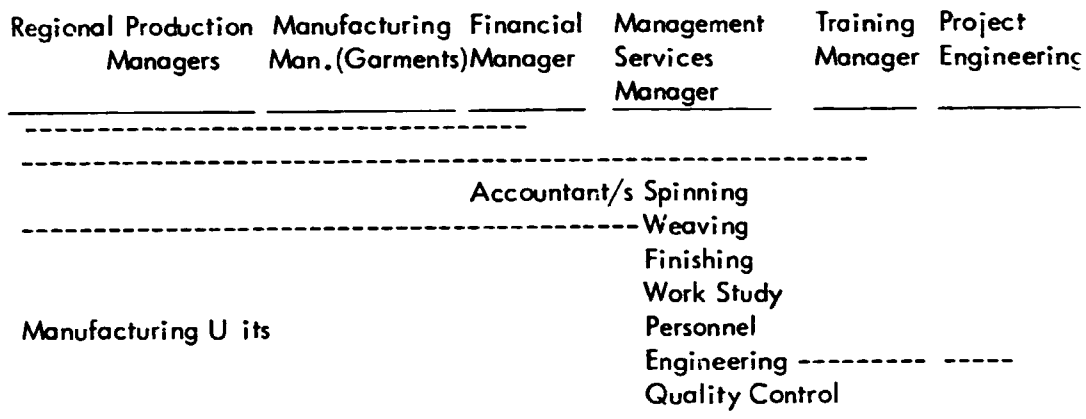 Regional Production Manufacturing Financial Management Training Project
Managers Man.(Garments) Manager Services Manager Engineering
Manager
Accountant/s Spinning
Weaving
Finishing
Work Study
Manufacturing U its Personnel
Engineering
Quality Control